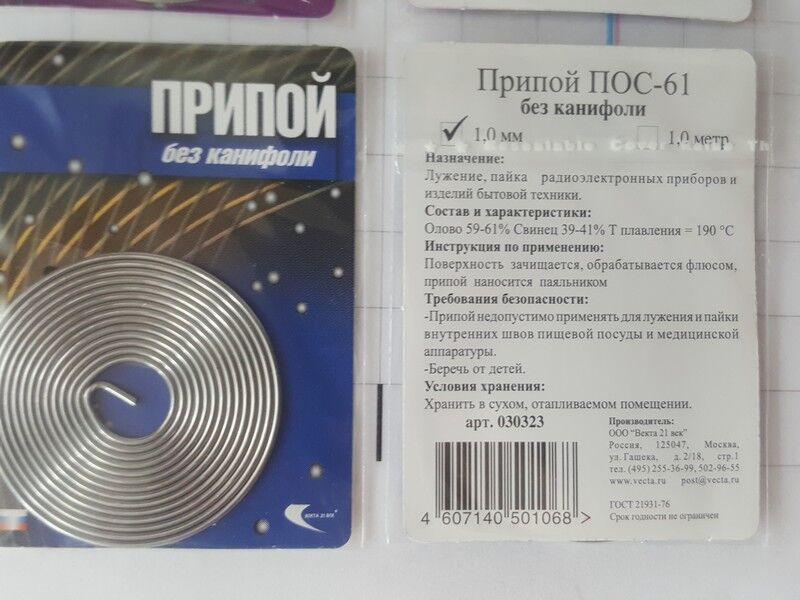 ПРИПОЙ
без канифоли
ВЕКТА 21 ВЕК
Припой ПОС-61
без канифоли
1,0 мм
1,0 метр
Resealable Cover
Назначение:
Лужение, пайка радиоэлектронных приборов и
изделий бытовой техники.
Состав и характеристики:
Олово 59-61% Свинец 39-41% Т плавления = 190 °С
Инструкция по применению:
Поверхность зачищается, обрабатывается флюсом,
припой наносится паяльником
Требования безопасности:
-Припой недопустимо применять для лужения и пайки
внутренних швов пищевой посуды и медицинской
аппаратуры.
-Беречь от детей.
Условия хранения:
Хранить в сухом, отапливаемом помещении.
арт. 030323
Производитель:
ООО "Векта 21 век"
Россия, 125047, Москва,
ул. Гашека, д.2/18, стр.1
тел. (495) 255-36-99, 502-96-55
www.vecta.ru post@vecta.ru
ГОСТ 21931-76
Срок годности не ограничен
4 607140 501068 >